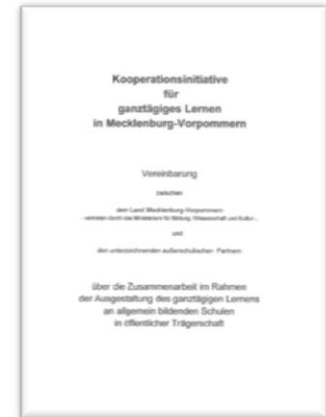 Kooperationsinitiative
für
ganztägiges Lernen
in Mecklenburg-Vorpommern
Vereinbarung
zwischen
dem Land Mecklenburg-Vorpommern
- vertreten durch das Ministerium für Bildung, Wissenschaft und Kultur -
und
den unterzeichnenden außerschulischen Partnern
über die Zusammenarbeit im Rahmen
der Ausgestaltung des ganztägigen Lernens
an allgemein bildenden Schulen
in öffentlicher Trägerschaft